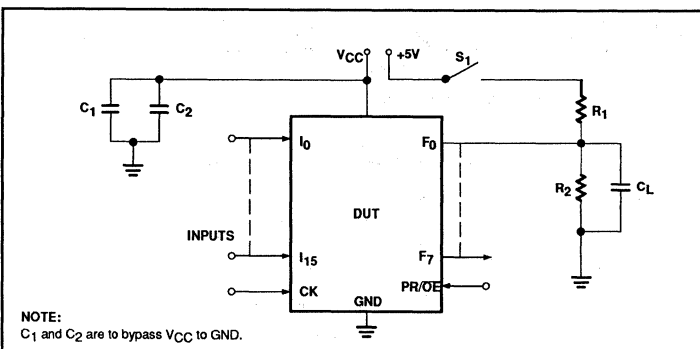 VCC
+5V
S1
C1
C2
R1
I0
F0
R2
CL
DUT
INPUTS
I15
F7
CK
PR/O̅E̅
GND
NOTE:
C1 and C2 are to bypass VCC to GND.